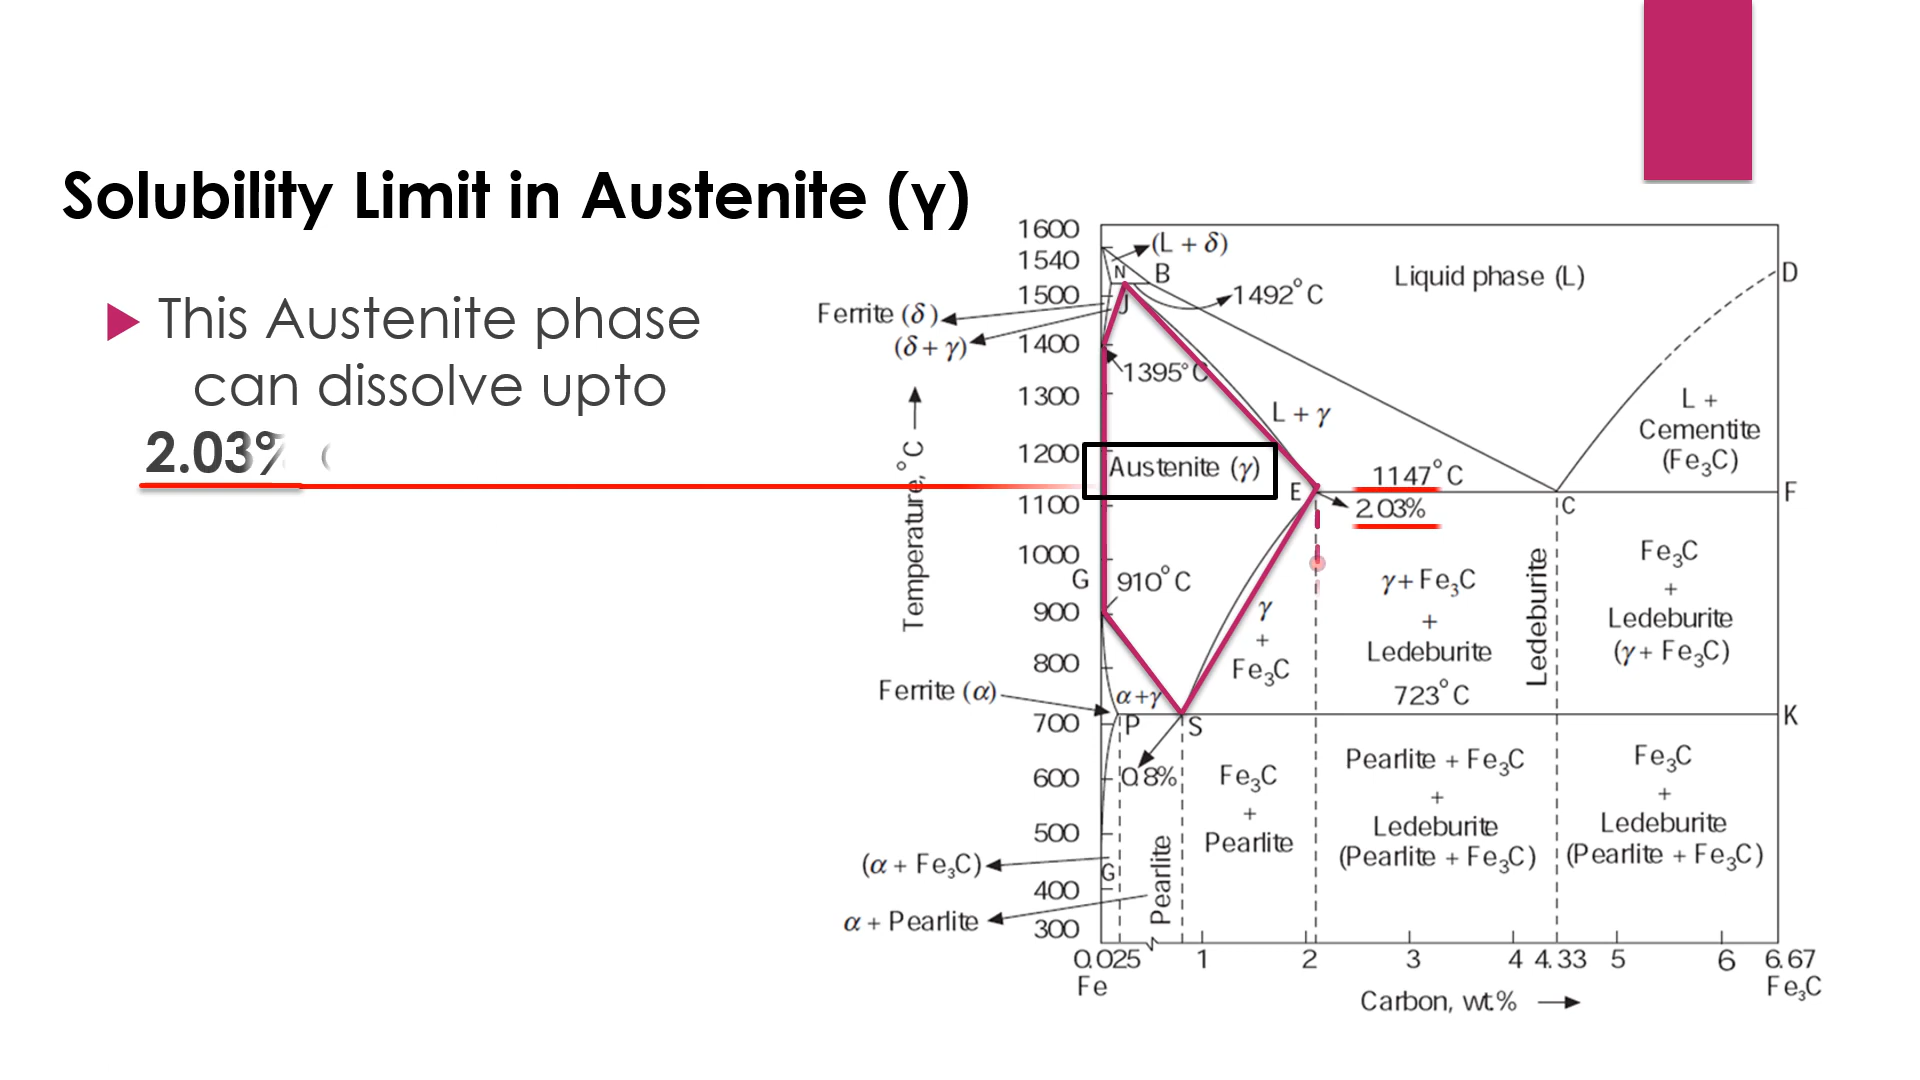 Solubility Limit in Austenite (γ)
This Austenite phase
can dissolve upto
2.03%
1600
1540
1500
1400
1300
1200
1100
1000
900
800
700
600
500
400
300
Temperature, °C
(L + δ)
N
B
J
1492°C
Liquid phase (L)
D
Ferrite (δ)
(δ + γ)
1395°C
L + γ
L +
Cementite
(Fe₃C)
Austenite (γ)
E
1147°C
2.03%
C
F
G
910°C
γ
+
Fe₃C
γ + Fe₃C
+
Ledeburite
723°C
Ledeburite
Fe₃C
+
Ledeburite
(γ + Fe₃C)
Ferrite (α)
α+γ
P
S
K
0.8%
Fe₃C
+
Pearlite
Pearlite + Fe₃C
+
Ledeburite
(Pearlite + Fe₃C)
Fe₃C
+
Ledeburite
(Pearlite + Fe₃C)
(α + Fe₃C)
G
Pearlite
α + Pearlite
0.025 1 2 3 4 4.33 5 6 6.67
Fe Fe₃C
Carbon, wt.%